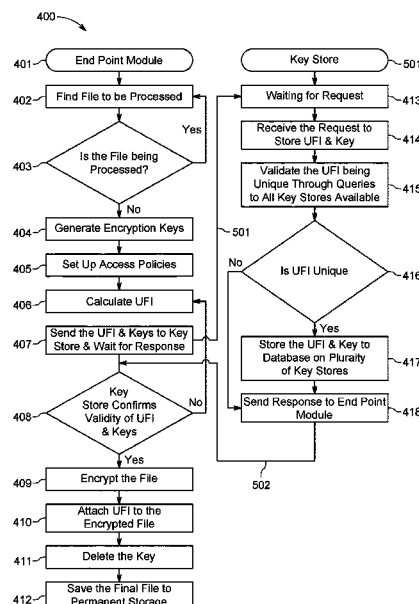 400
401
End Point Module
402
Find File to be Processed
Yes
403
Is the File being
Processed?
No
404
Generate Encryption Keys
405
Set Up Access Policies
406
Calculate UFI
407
Send the UFI & Keys to Key
Store & Wait for Response
408
Key
Store Confirms
Validity of UFI
& Keys
No
Yes
409
Encrypt the File
410
Attach UFI to the
Encrypted File
411
Delete the Key
412
Save the Final File to
Permanent Storage
Key Store
501
Waiting for Request
413
Receive the Request to
Store UFI & Key
414
Validate the UFI being
Unique Through Queries
to All Key Stores Available
415
501
No
Is UFI Unique
416
Yes
Store the UFI & Key to
Database on Plurality
of Key Stores
417
Send Response to End Point
Module
418
502